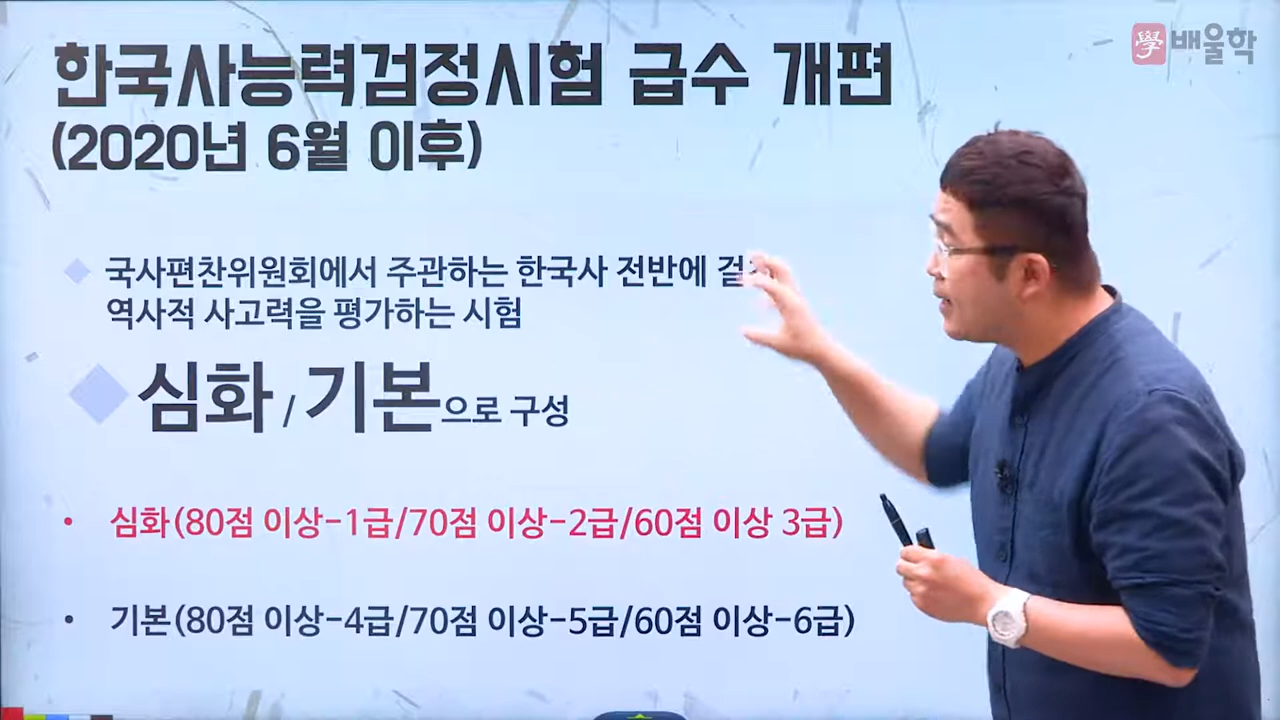 한국사능력검정시험 급수 개편
(2020년 6월 이후)
學 배울학
국사편찬위원회에서 주관하는 한국사 전반에
역사적 사고력을 평가하는 시험
심화 / 기본으로 구성
• 심화(80점 이상-1급/70점 이상-2급/60점 이상 3급)
• 기본(80점 이상-4급/70점 이상-5급/60점 이상-6급)